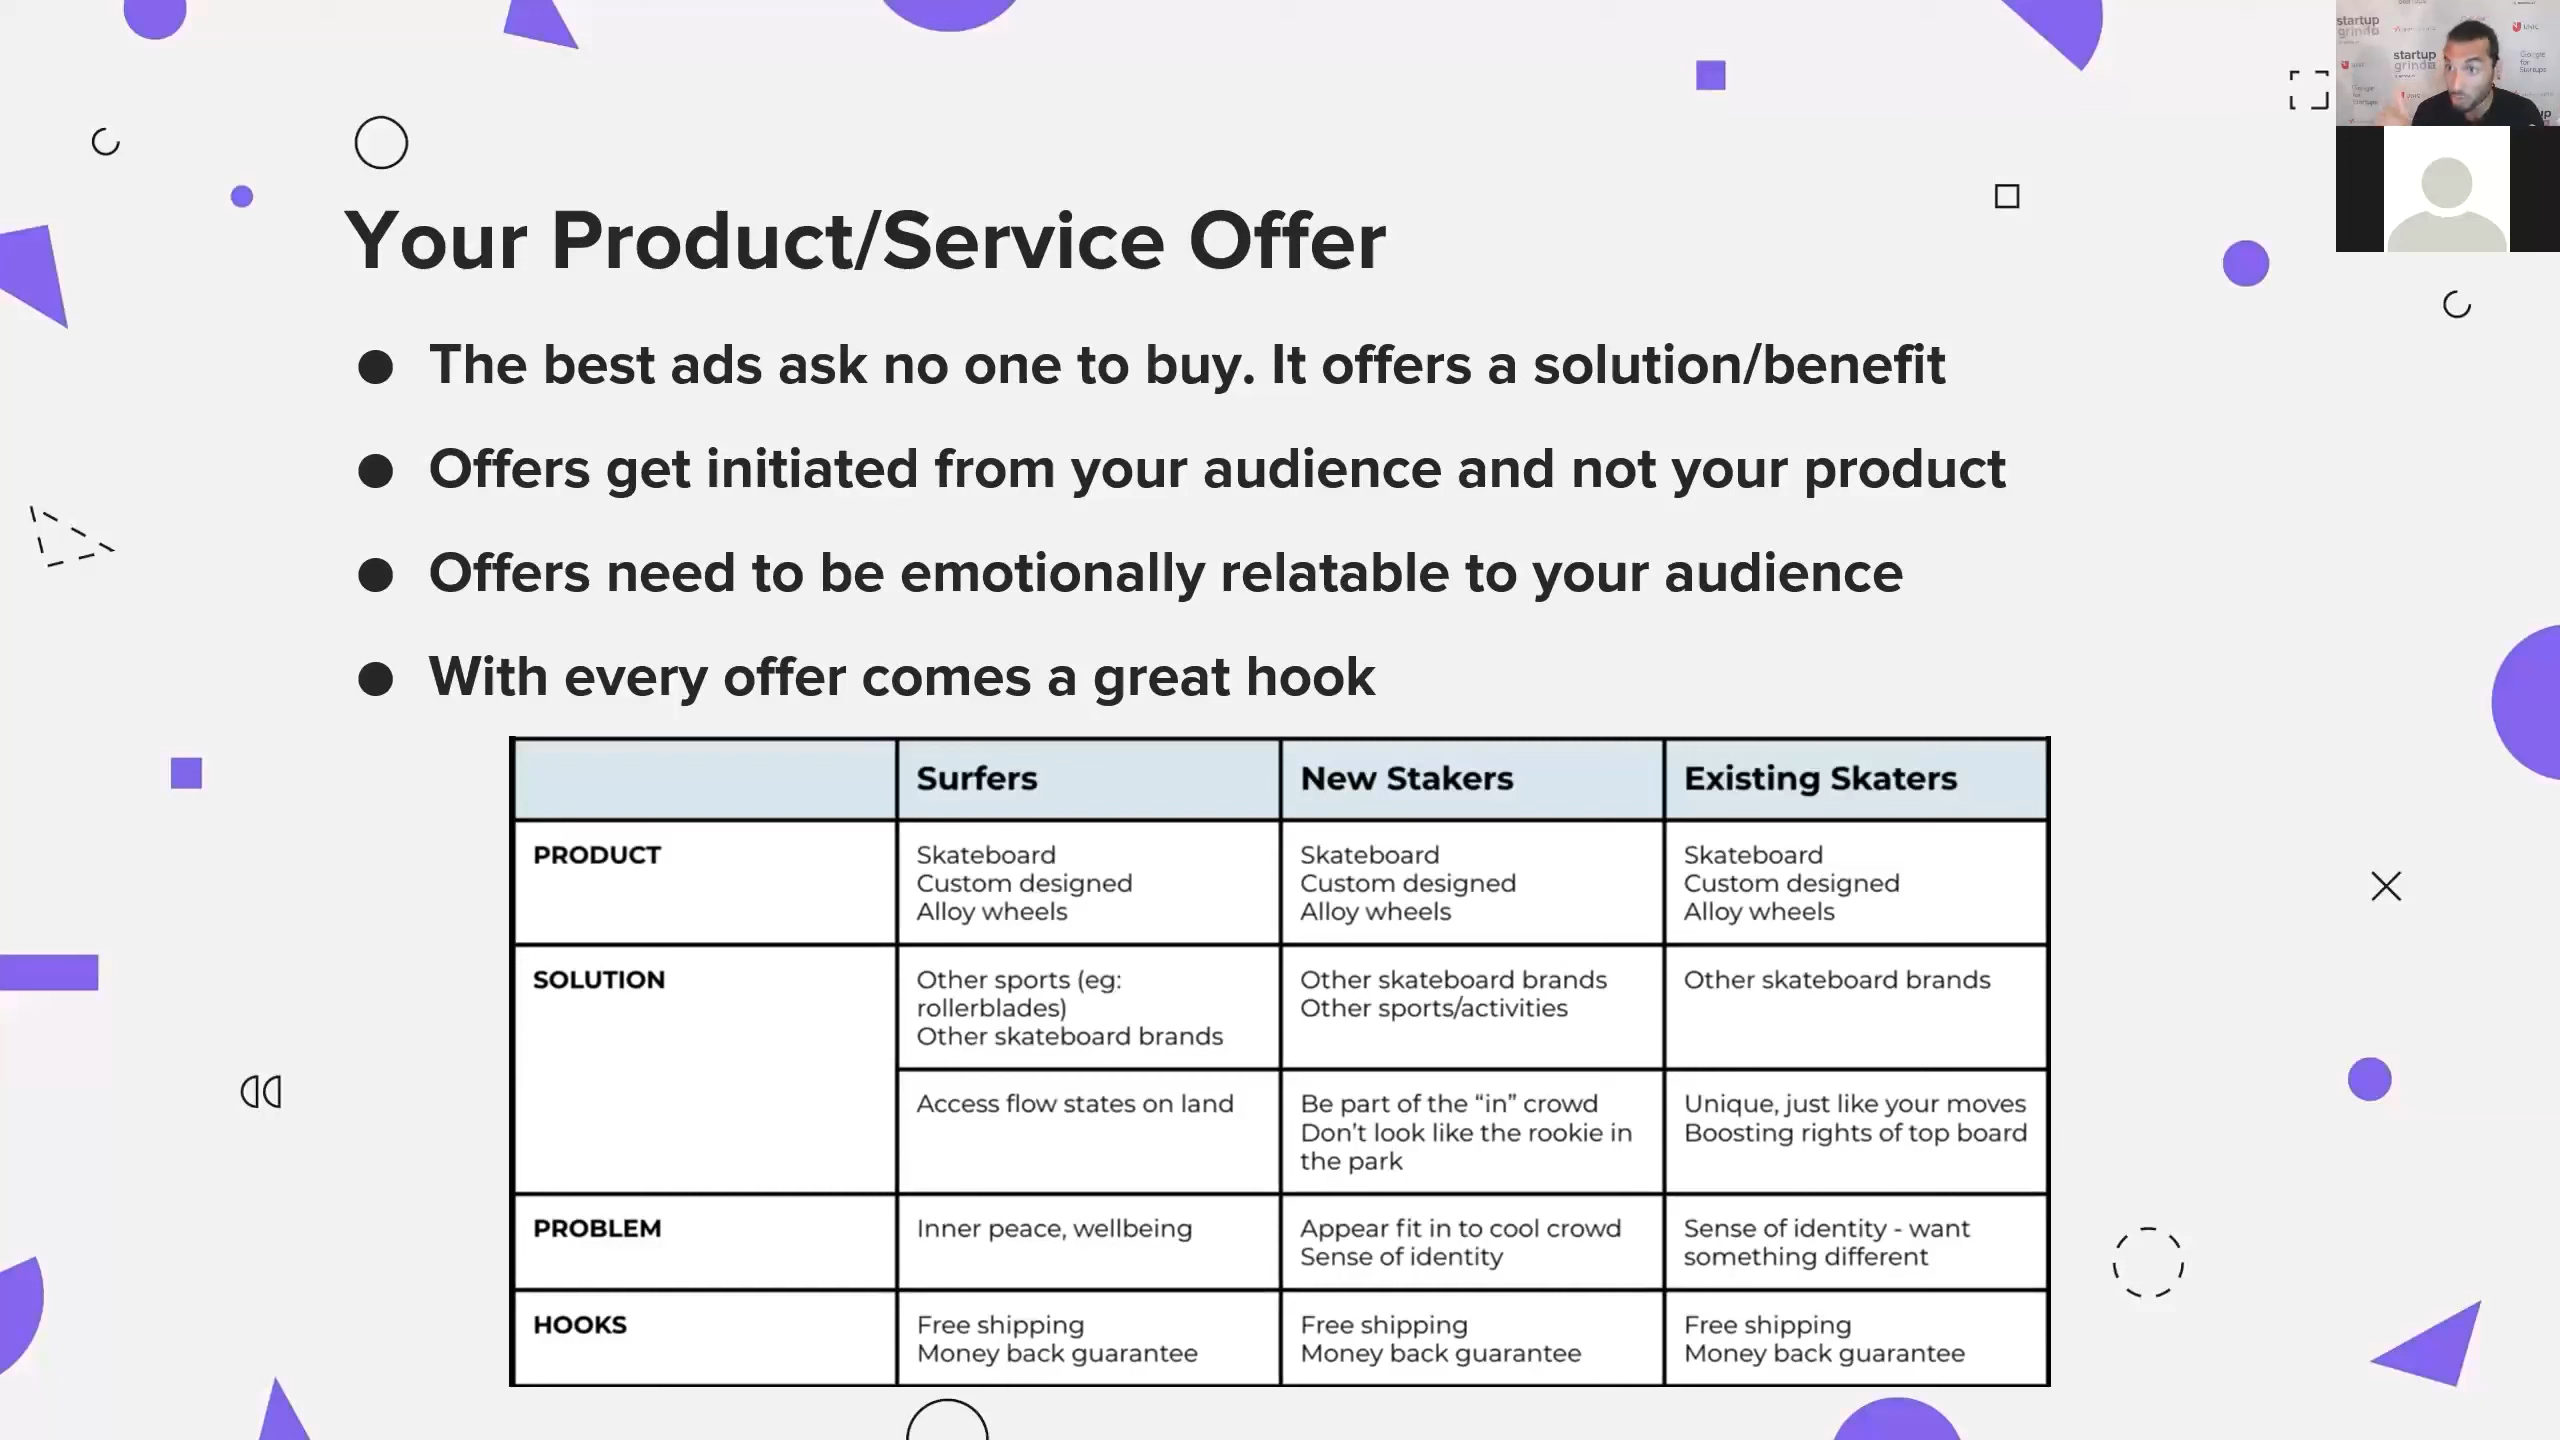 Your Product/Service Offer
● The best ads ask no one to buy. It offers a solution/benefit
● Offers get initiated from your audience and not your product
● Offers need to be emotionally relatable to your audience
● With every offer comes a great hook
Surfers New Stakers Existing Skaters
PRODUCT
Skateboard
Custom designed
Alloy wheels
Skateboard
Custom designed
Alloy wheels
Skateboard
Custom designed
Alloy wheels
SOLUTION
Other sports (eg:
rollerblades)
Other skateboard brands
Other skateboard brands
Other sports/activities
Other skateboard brands
Access flow states on land
Be part of the “in” crowd
Don’t look like the rookie in
the park
Unique, just like your moves
Boosting rights of top board
PROBLEM
Inner peace, wellbeing
Appear fit in to cool crowd
Sense of identity
Sense of identity - want
something different
HOOKS
Free shipping
Money back guarantee
Free shipping
Money back guarantee
Free shipping
Money back guarantee
startup
grind
startup
grind
Google
for
Startups